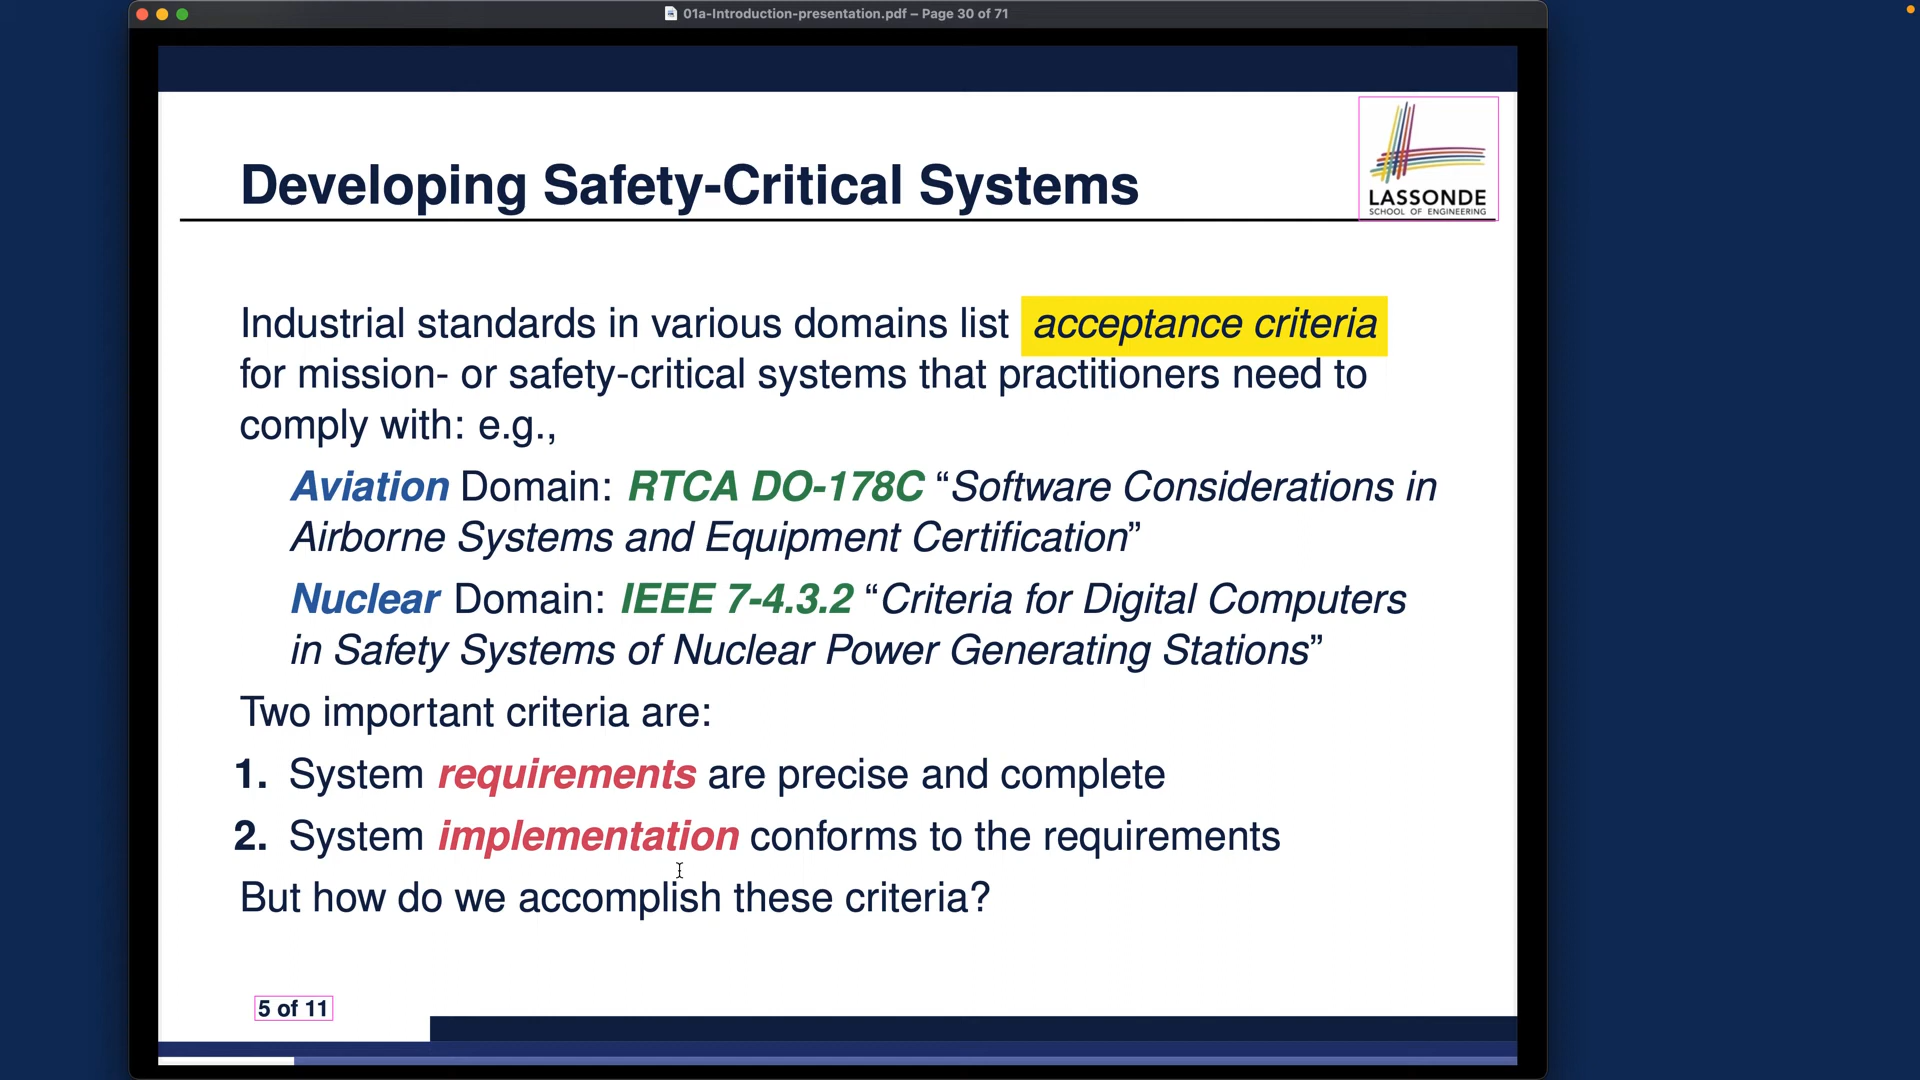 01a-Introduction-presentation.pdf – Page 30 of 71
LASSONDE
SCHOOL OF ENGINEERING
Developing Safety-Critical Systems
Industrial standards in various domains list acceptance criteria
for mission- or safety-critical systems that practitioners need to
comply with: e.g.,
Aviation Domain: RTCA DO-178C “Software Considerations in
Airborne Systems and Equipment Certification”
Nuclear Domain: IEEE 7-4.3.2 “Criteria for Digital Computers
in Safety Systems of Nuclear Power Generating Stations”
Two important criteria are:
1. System requirements are precise and complete
2. System implementation conforms to the requirements
But how do we accomplish these criteria?
5 of 11